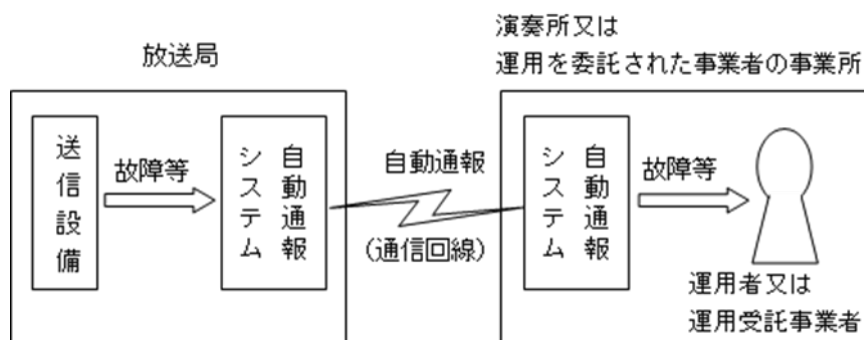 放送局
演奏所又は
運用を委託された事業者の事業所
送信設備
故障等
自動通報
システム
自動通報
(通信回線)
自動通報
システム
故障等
運用者又は
運用受託事業者